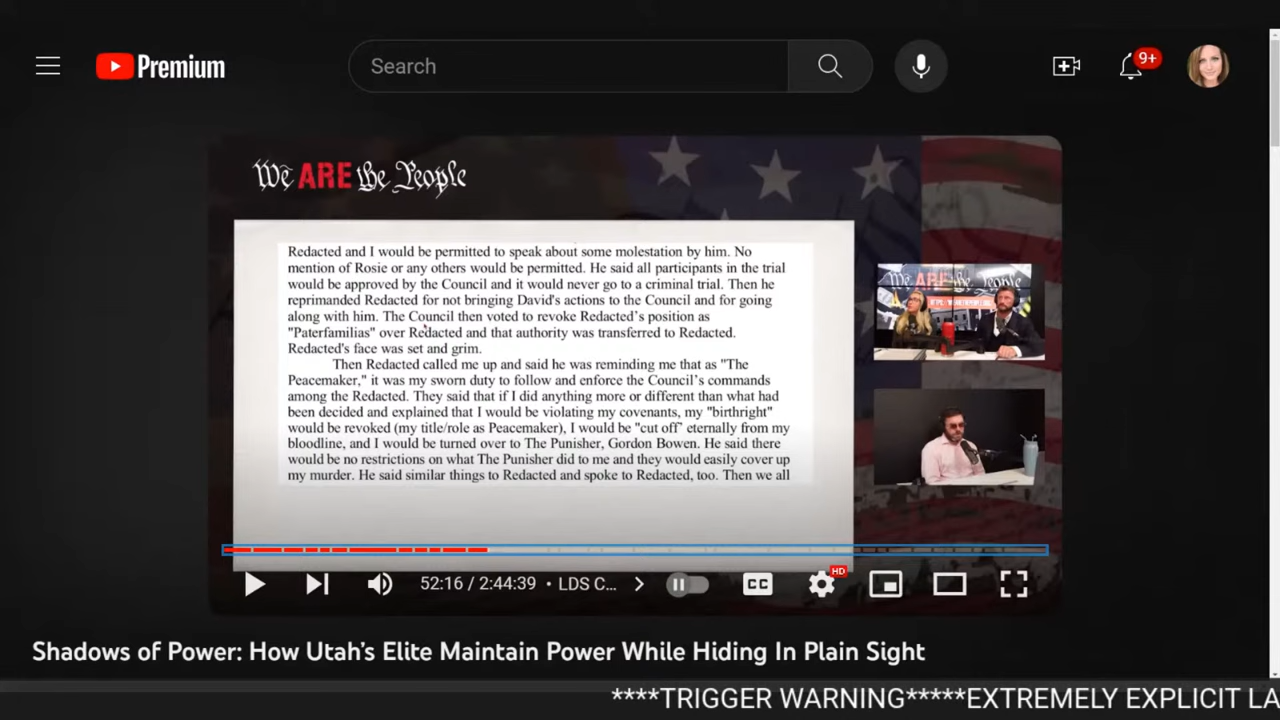 Premium
Search
9+
We ARE the People
Redacted and I would be permitted to speak about some molestation by him. No
mention of Rosie or any others would be permitted. He said all participants in the trial
would be approved by the Council and it would never go to a criminal trial. Then he
reprimanded Redacted for not bringing David's actions to the Council and for going
along with him. The Council then voted to revoke Redacted's position as
"Paterfamilias" over Redacted and that authority was transferred to Redacted.
Redacted's face was set and grim.
Then Redacted called me up and said he was reminding me that as "The
Peacemaker," it was my sworn duty to follow and enforce the Council's commands
among the Redacted. They said that if I did anything more or different than what had
been decided and explained that I would be violating my covenants, my "birthright"
would be revoked (my title/role as Peacemaker), I would be "cut off" eternally from my
bloodline, and I would be turned over to The Punisher, Gordon Bowen. He said there
would be no restrictions on what The Punisher did to me and they would easily cover up
my murder. He said similar things to Redacted and spoke to Redacted, too. Then we all
We ARE the People
52:16 / 2:44:39 • LDS C...
CC
HD
Shadows of Power: How Utah's Elite Maintain Power While Hiding In Plain Sight
****TRIGGER WARNING*****EXTREMELY EXPLICIT LA